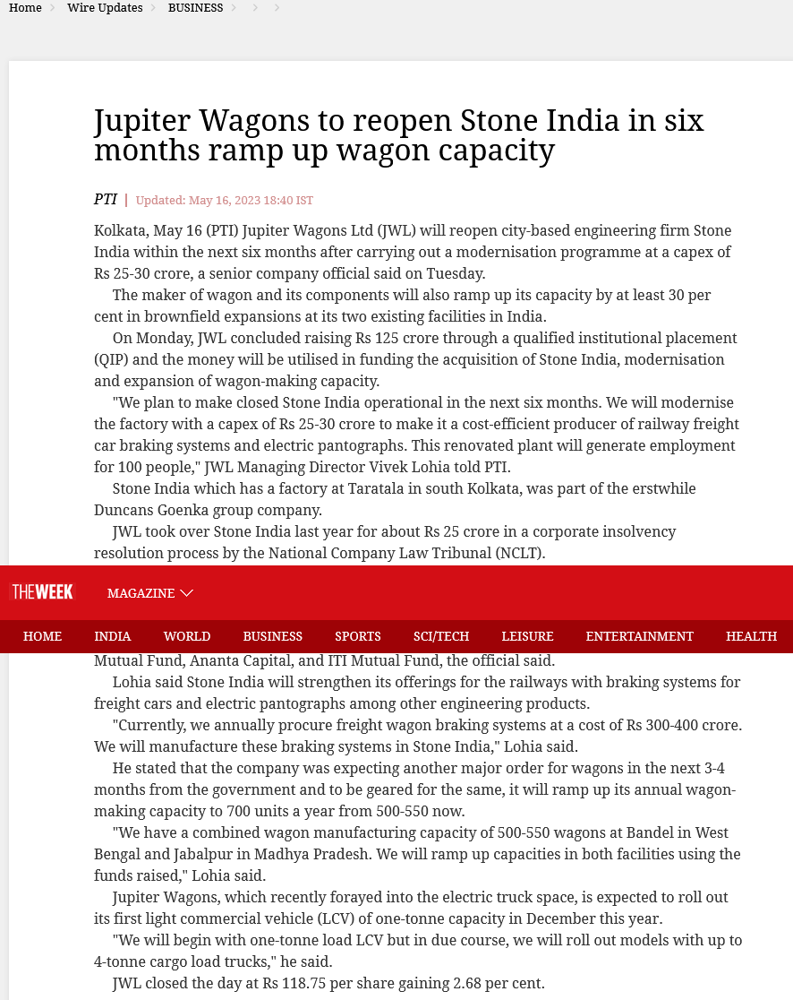 Home Wire Updates BUSINESS
Jupiter Wagons to reopen Stone India in six
months ramp up wagon capacity
PTI | Updated: May 16, 2023 18:40 IST
Kolkata, May 16 (PTI) Jupiter Wagons Ltd (JWL) will reopen city-based engineering firm Stone
India within the next six months after carrying out a modernisation programme at a capex of
Rs 25-30 crore, a senior company official said on Tuesday.
The maker of wagon and its components will also ramp up its capacity by at least 30 per
cent in brownfield expansions at its two existing facilities in India.
On Monday, JWL concluded raising Rs 125 crore through a qualified institutional placement
(QIP) and the money will be utilised in funding the acquisition of Stone India, modernisation
and expansion of wagon-making capacity.
"We plan to make closed Stone India operational in the next six months. We will modernise
the factory with a capex of Rs 25-30 crore to make it a cost-efficient producer of railway freight
car braking systems and electric pantographs. This renovated plant will generate employment
for 100 people," JWL Managing Director Vivek Lohia told PTI.
Stone India which has a factory at Taratala in south Kolkata, was part of the erstwhile
Duncans Goenka group company.
JWL took over Stone India last year for about Rs 25 crore in a corporate insolvency
resolution process by the National Company Law Tribunal (NCLT).
THEWEEK MAGAZINE
HOME INDIA WORLD BUSINESS SPORTS SCI/TECH LEISURE ENTERTAINMENT HEALTH
Mutual Fund, Ananta Capital, and ITI Mutual Fund, the official said.
Lohia said Stone India will strengthen its offerings for the railways with braking systems for
freight cars and electric pantographs among other engineering products.
"Currently, we annually procure freight wagon braking systems at a cost of Rs 300-400 crore.
We will manufacture these braking systems in Stone India," Lohia said.
He stated that the company was expecting another major order for wagons in the next 3-4
months from the government and to be geared for the same, it will ramp up its annual wagon-
making capacity to 700 units a year from 500-550 now.
"We have a combined wagon manufacturing capacity of 500-550 wagons at Bandel in West
Bengal and Jabalpur in Madhya Pradesh. We will ramp up capacities in both facilities using the
funds raised," Lohia said.
Jupiter Wagons, which recently forayed into the electric truck space, is expected to roll out
its first light commercial vehicle (LCV) of one-tonne capacity in December this year.
"We will begin with one-tonne load LCV but in due course, we will roll out models with up to
4-tonne cargo load trucks," he said.
JWL closed the day at Rs 118.75 per share gaining 2.68 per cent.